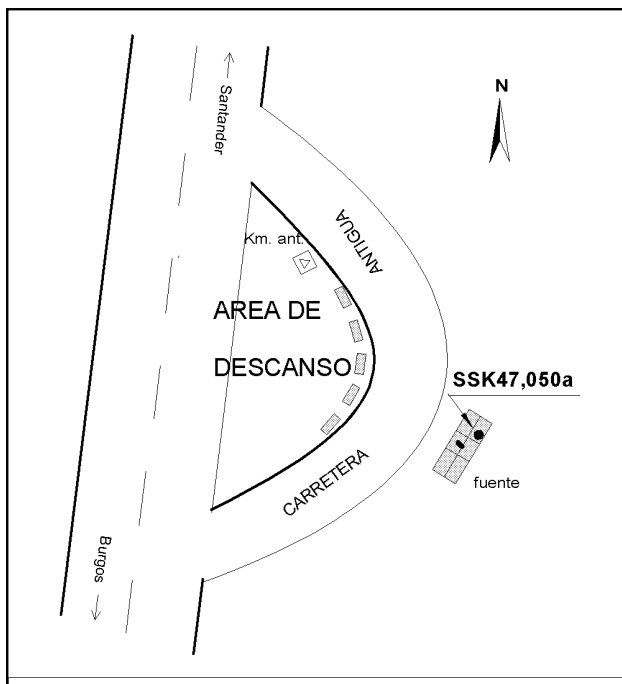 Santander
N
ANTIGUA
Km. ant.
AREA DE
DESCANSO
SSK47,050a
CARRETERA
fuente
Burgos